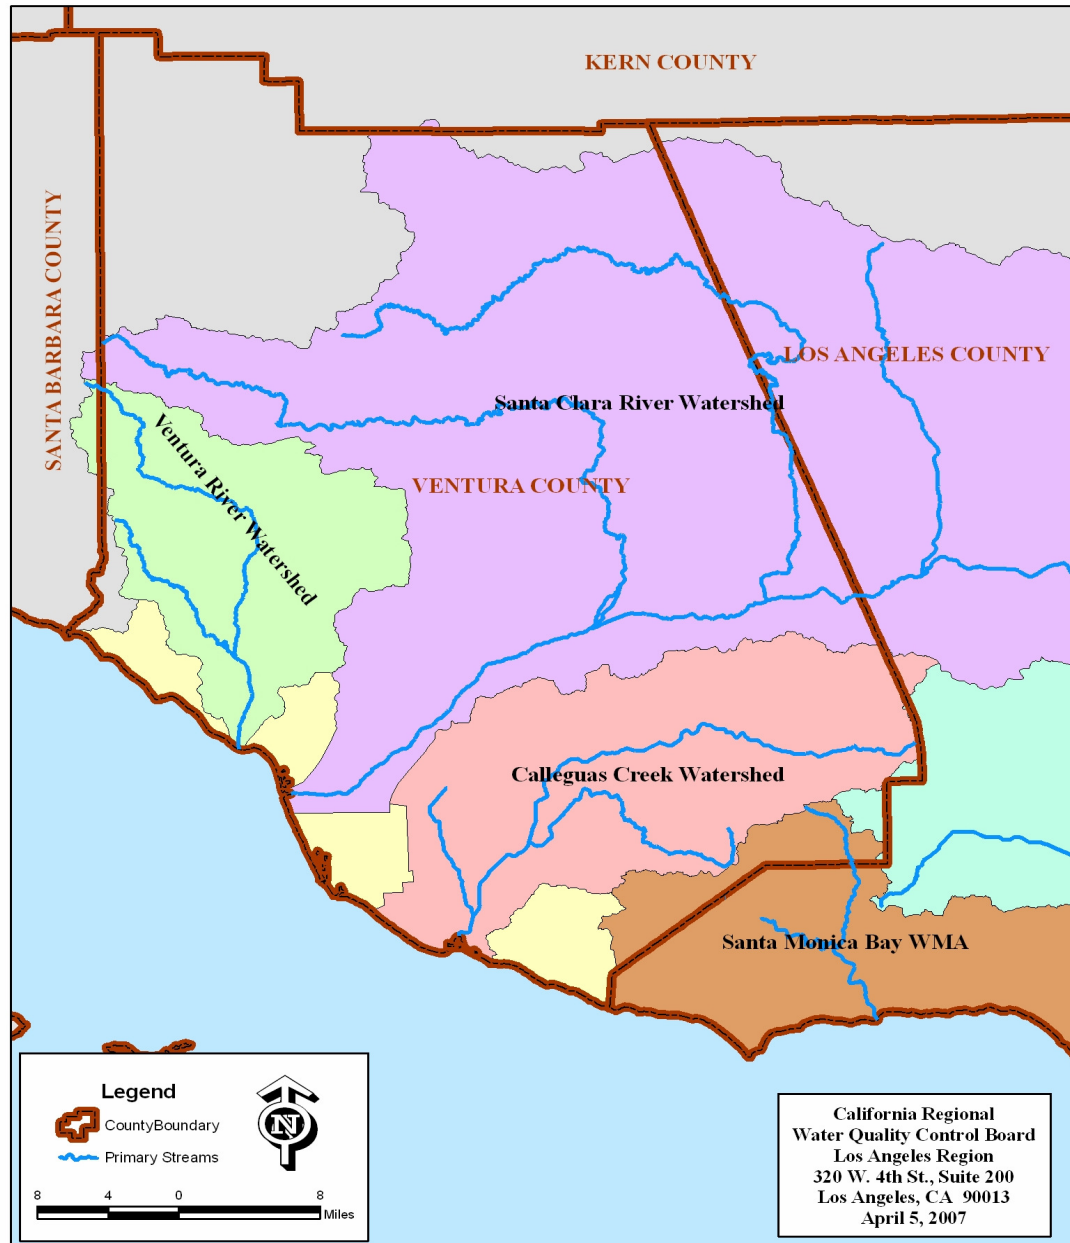 KERN COUNTY
SANTA BARBARA COUNTY
LOS ANGELES COUNTY
Santa Clara River Watershed
Ventura River Watershed
VENTURA COUNTY
Calleguas Creek Watershed
Santa Monica Bay WMA
Legend
CountyBoundary
Primary Streams
N
8 4 0 8
Miles
California Regional
Water Quality Control Board
Los Angeles Region
320 W. 4th St., Suite 200
Los Angeles, CA 90013
April 5, 2007